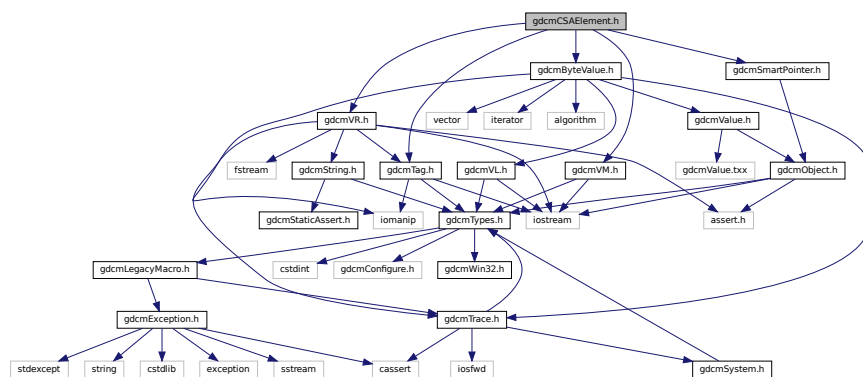 gdcmCSAElement.h
gdcmByteValue.h
gdcmSmartPointer.h
gdcmVR.h
vector
iterator
algorithm
gdcmValue.h
fstream
gdcmString.h
gdcmTag.h
gdcmVL.h
gdcmVM.h
gdcmValue.txx
gdcmObject.h
gdcmStaticAssert.h
iomanip
gdcmTypes.h
iostream
assert.h
gdcmLegacyMacro.h
cstdint
gdcmConfigure.h
gdcmWin32.h
gdcmException.h
gdcmTrace.h
stdexcept
string
cstdlib
exception
sstream
cassert
iosfwd
gdcmSystem.h